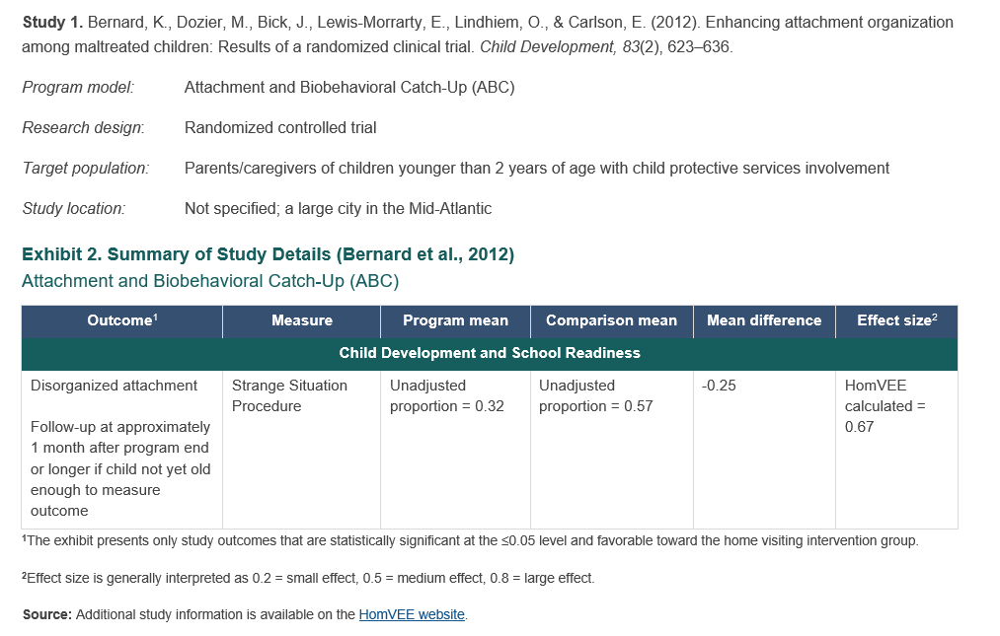 Study 1. Bernard, K., Dozier, M., Bick, J., Lewis-Morrarty, E., Lindhiem, O., & Carlson, E. (2012). Enhancing attachment organization
among maltreated children: Results of a randomized clinical trial. Child Development, 83(2), 623–636.
Program model: Attachment and Biobehavioral Catch-Up (ABC)
Research design: Randomized controlled trial
Target population: Parents/caregivers of children younger than 2 years of age with child protective services involvement
Study location: Not specified; a large city in the Mid-Atlantic
Exhibit 2. Summary of Study Details (Bernard et al., 2012)
Attachment and Biobehavioral Catch-Up (ABC)
Outcome¹ Measure Program mean Comparison mean Mean difference Effect size²
Child Development and School Readiness
Disorganized attachment Strange Situation Unadjusted Unadjusted -0.25 HomVEE
Procedure proportion = 0.32 proportion = 0.57 calculated =
Follow-up at approximately 0.67
1 month after program end
or longer if child not yet old
enough to measure
outcome
¹The exhibit presents only study outcomes that are statistically significant at the ≤0.05 level and favorable toward the home visiting intervention group.
²Effect size is generally interpreted as 0.2 = small effect, 0.5 = medium effect, 0.8 = large effect.
Source: Additional study information is available on the HomVEE website.